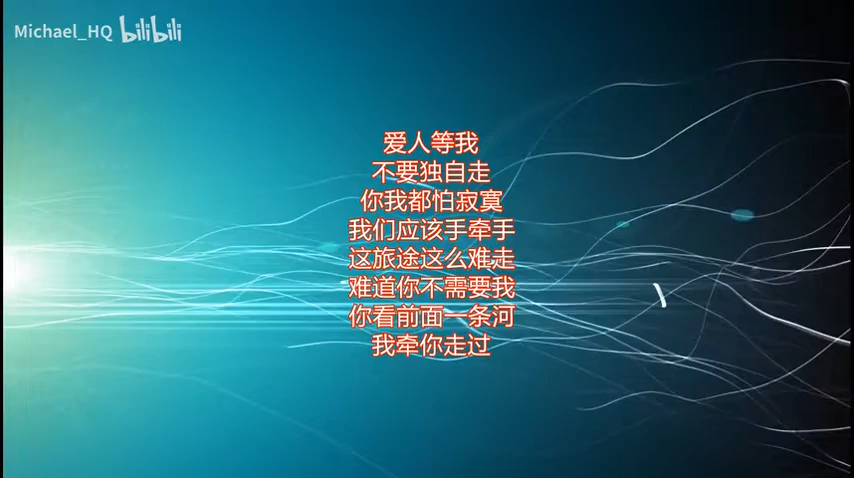 Michael_HQ bilibili
爱人等我
不要独自走
你我都怕寂寞
我们应该手牵手
这旅途这么难走
难道你不需要我
你看前面一条河
我牵你走过